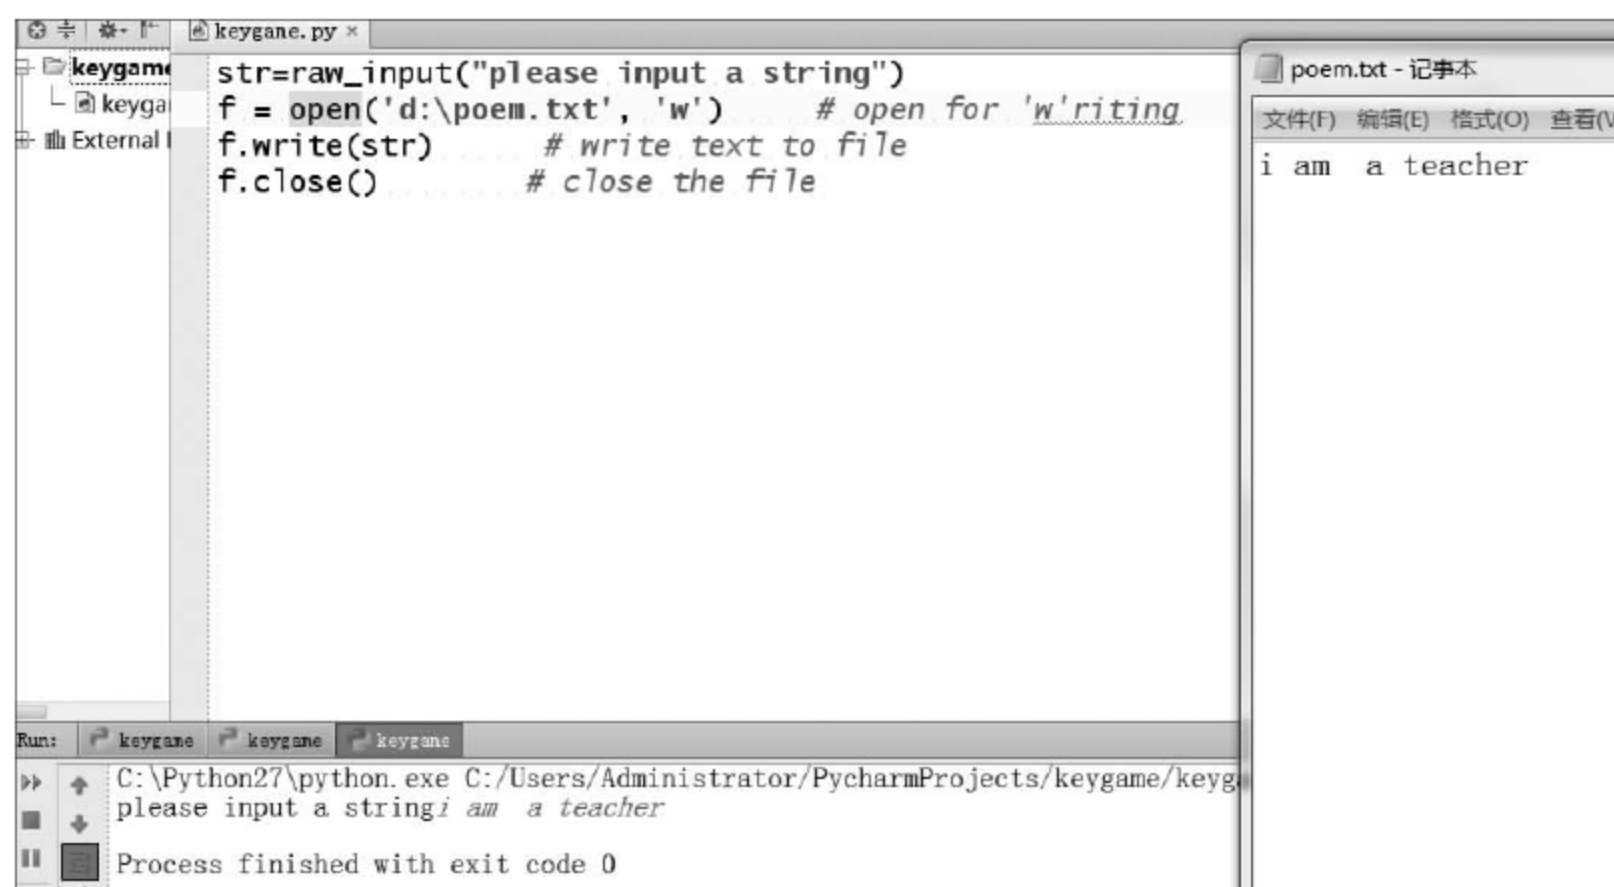 keygane.py ×
keygame
keyga
External
str=raw_input("please input a string")
f = open('d:\poem.txt', 'w')      # open for 'w'riting
f.write(str)      # write text to file
f.close()        # close the file
poem.txt - 记事本
文件(F) 编辑(E) 格式(O) 查看(V
i am  a teacher
Run: keygane keygane keygane
C:\Python27\python.exe C:/Users/Administrator/PycharmProjects/keygame/keyga
please input a stringi am  a teacher
Process finished with exit code 0